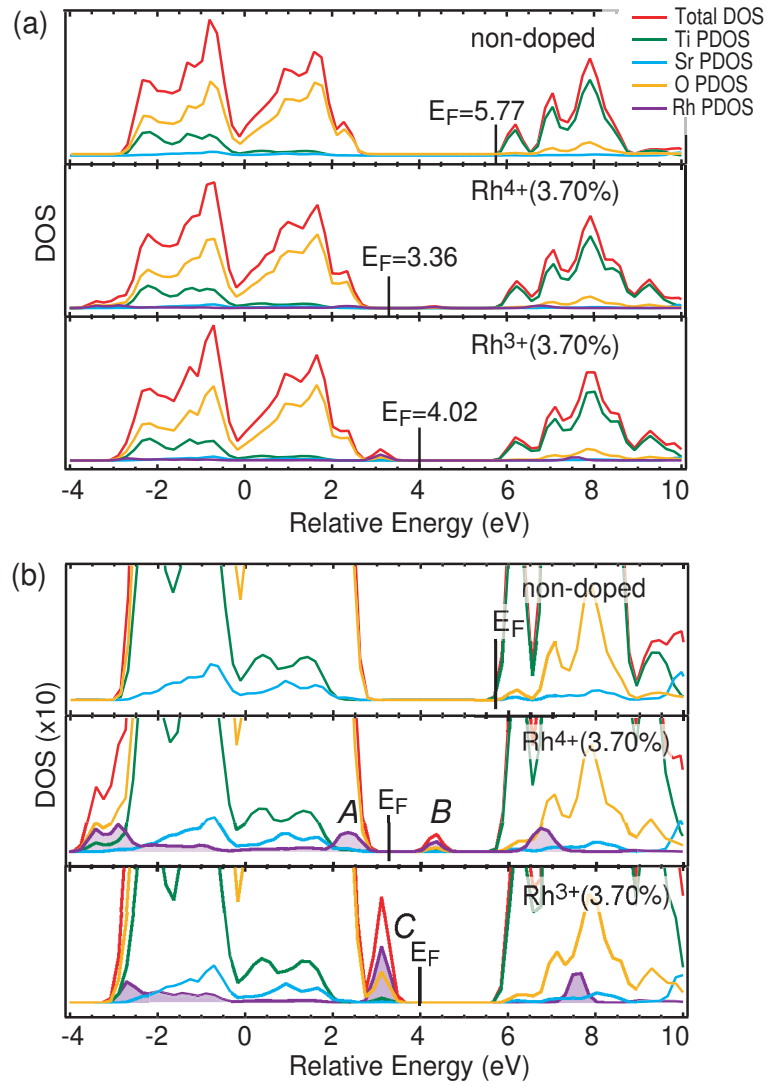 (a)
non-doped
Total DOS
Ti PDOS
Sr PDOS
O PDOS
Rh PDOS
EF=5.77
Rh4+(3.70%)
EF=3.36
Rh3+(3.70%)
EF=4.02
DOS
-4 -2 0 2 4 6 8 10
Relative Energy (eV)
(b)
non-doped
EF
Rh4+(3.70%)
A
EF
B
Rh3+(3.70%)
C
EF
DOS (x10)
-4 -2 0 2 4 6 8 10
Relative Energy (eV)